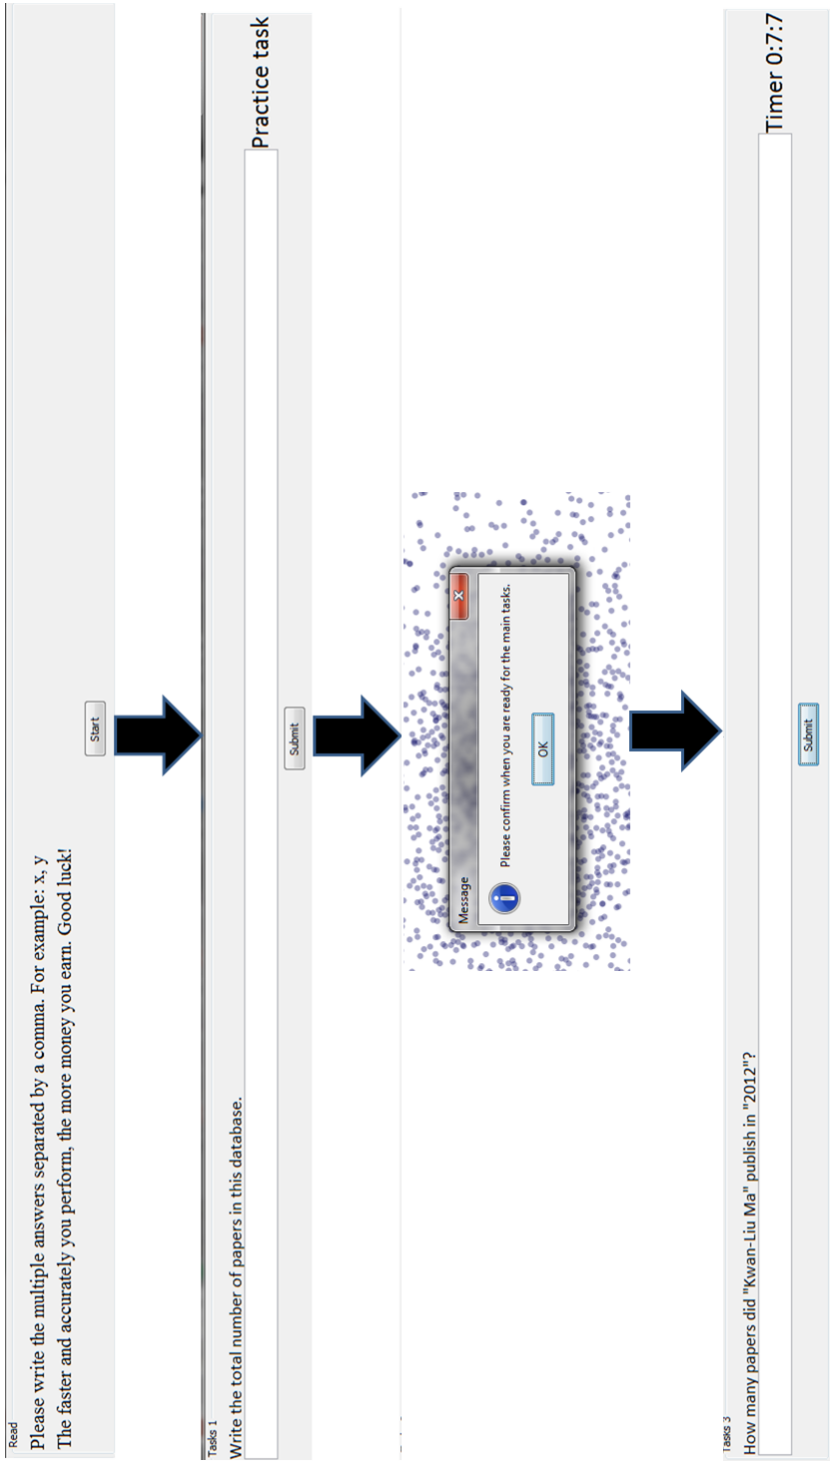 Read
Please write the multiple answers separated by a comma. For example: x, y
The faster and accurately you perform, the more money you earn. Good luck!
Start
Tasks 1
Write the total number of papers in this database.
Practice task
Submit
Message
x
Please confirm when you are ready for the main tasks.
OK
Tasks 3
How many papers did "Kwan-Liu Ma" publish in "2012"?
Timer 0:7:7
Submit